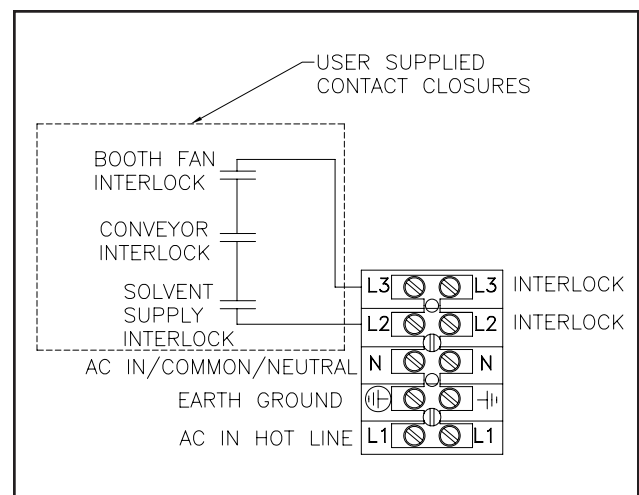 USER SUPPLIED
CONTACT CLOSURES
BOOTH FAN
INTERLOCK
CONVEYOR
INTERLOCK
SOLVENT
SUPPLY
INTERLOCK
L3 L3 INTERLOCK
L2 L2 INTERLOCK
AC IN/COMMON/NEUTRAL N N
EARTH GROUND
AC IN HOT LINE L1 L1